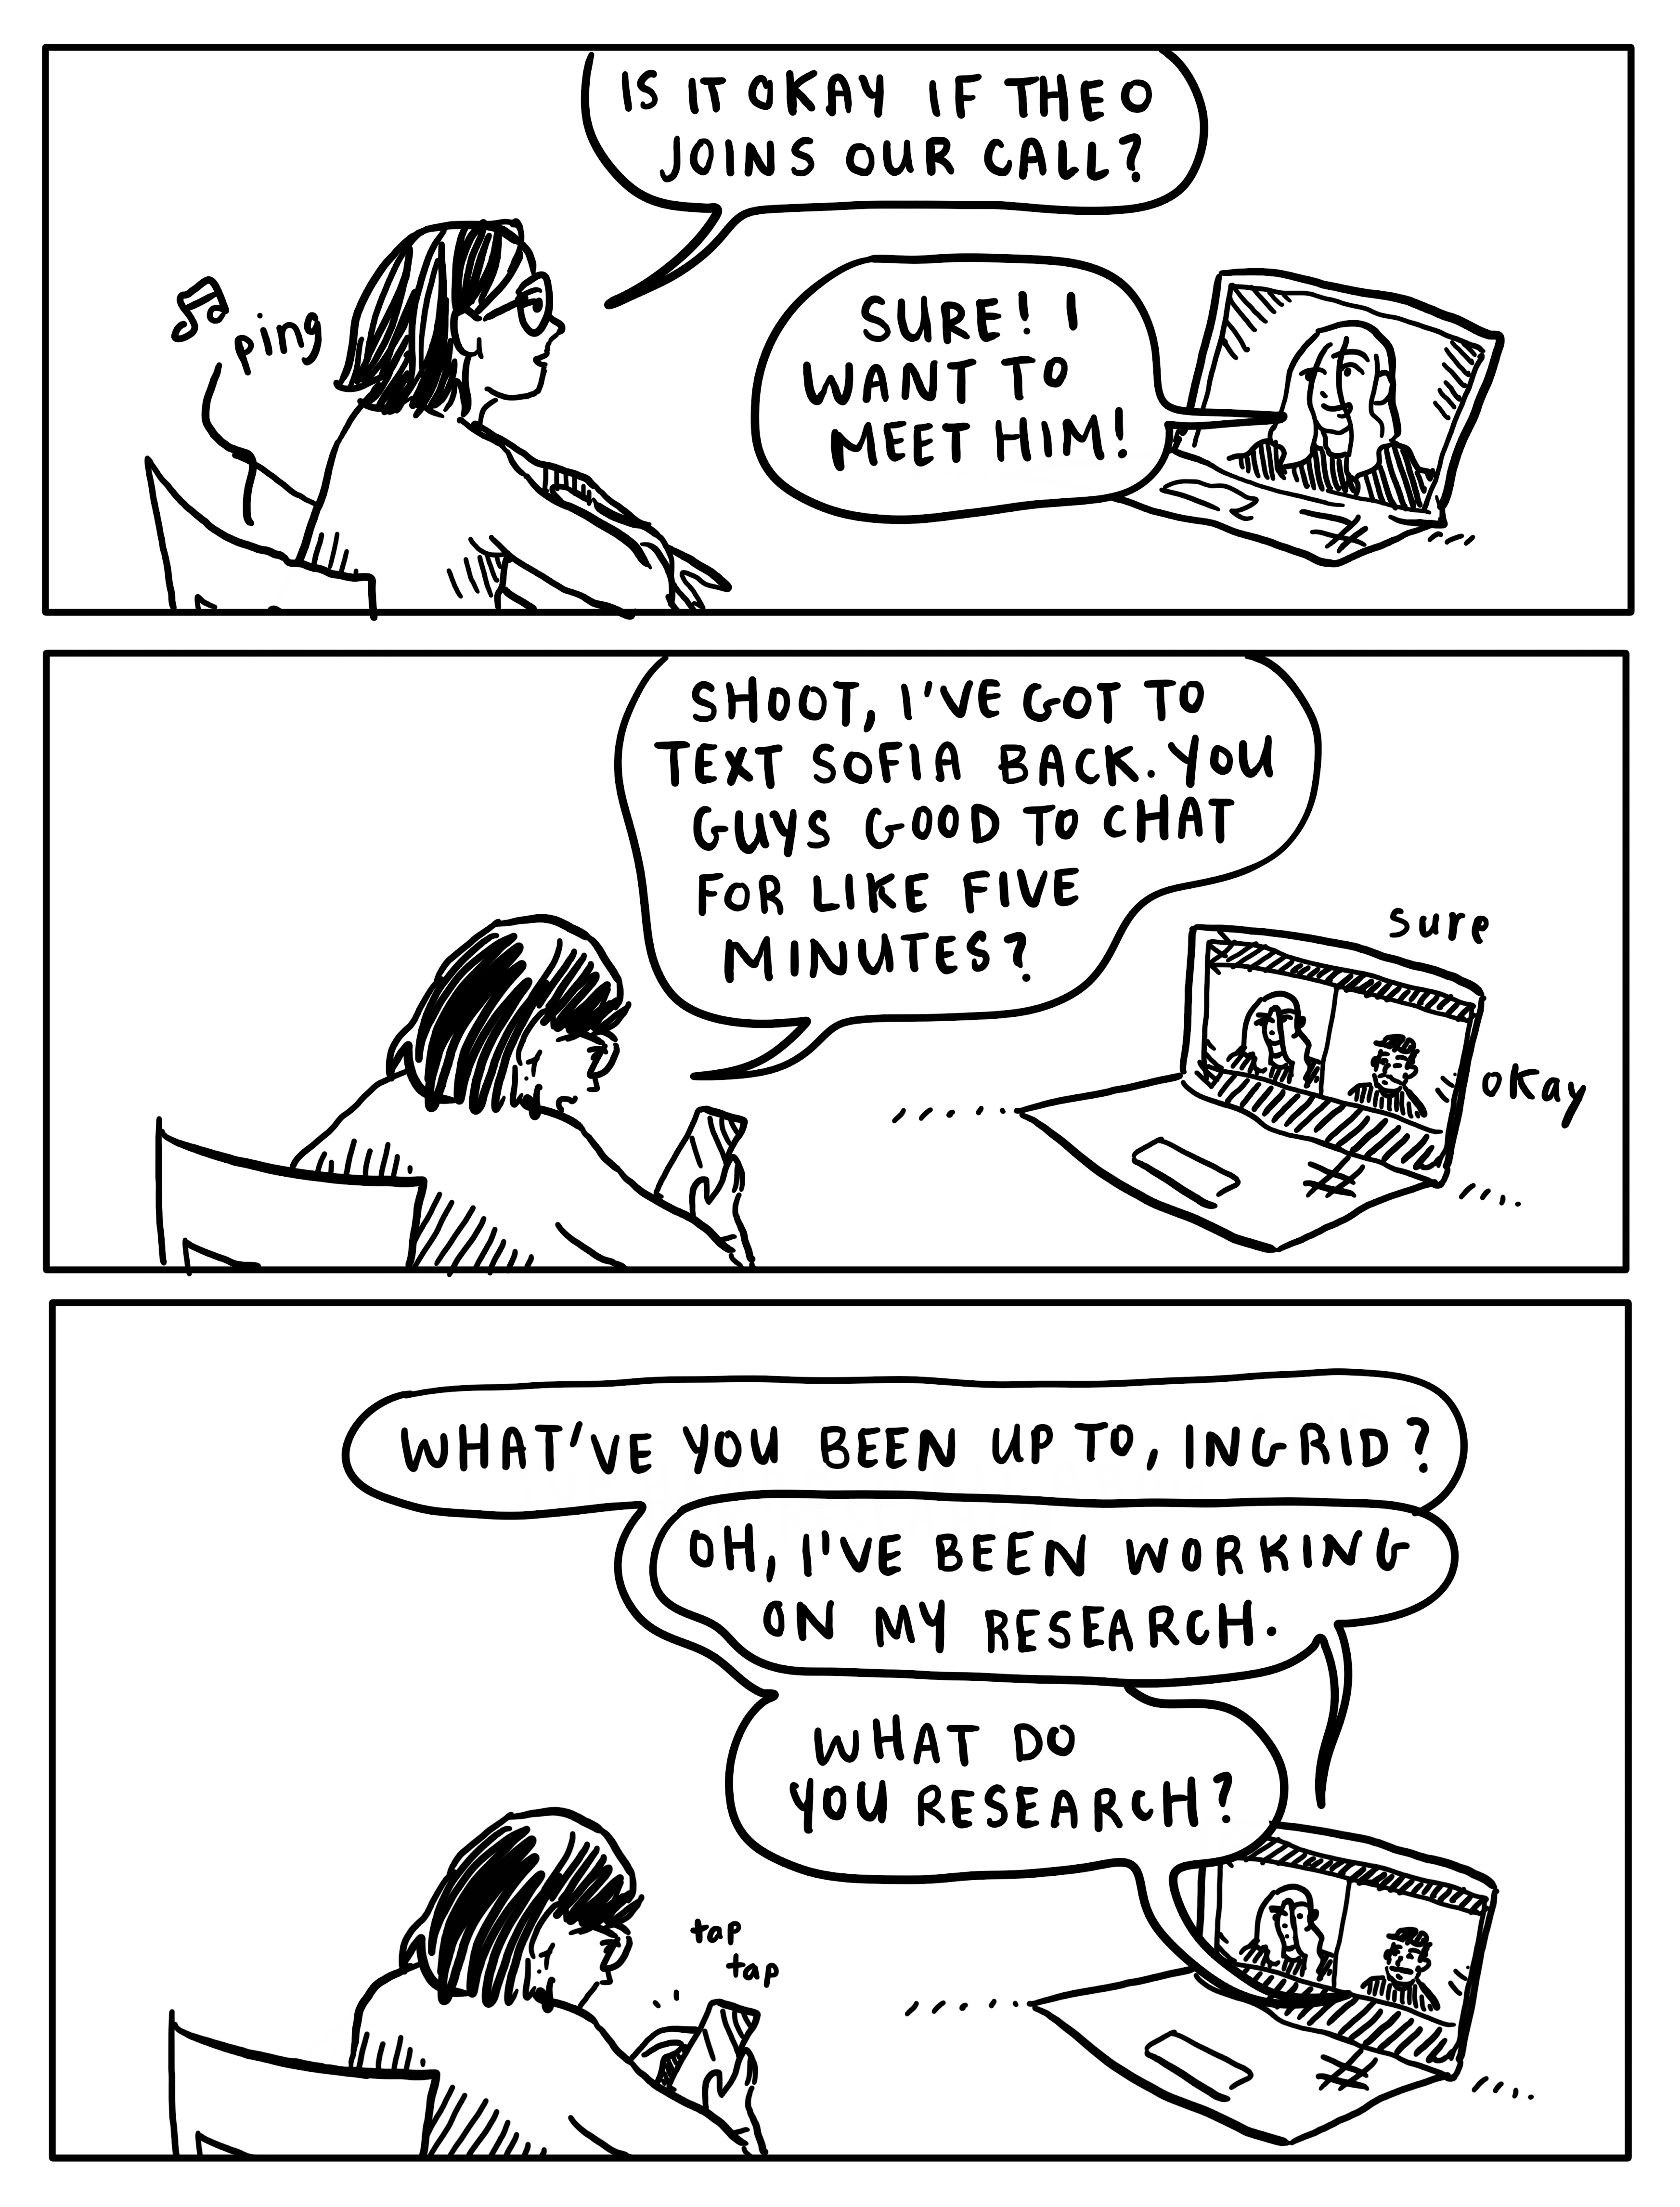 IS IT OKAY IF THEO
JOINS OUR CALL?
ping
SURE! I
WANT TO
MEET HIM!
SHOOT, I'VE GOT TO
TEXT SOFIA BACK. YOU
GUYS GOOD TO CHAT
FOR LIKE FIVE
MINUTES?
sure
okay
WHAT'VE YOU BEEN UP TO, INGRID?
OH, I'VE BEEN WORKING
ON MY RESEARCH.
WHAT DO
YOU RESEARCH?
tap
tap